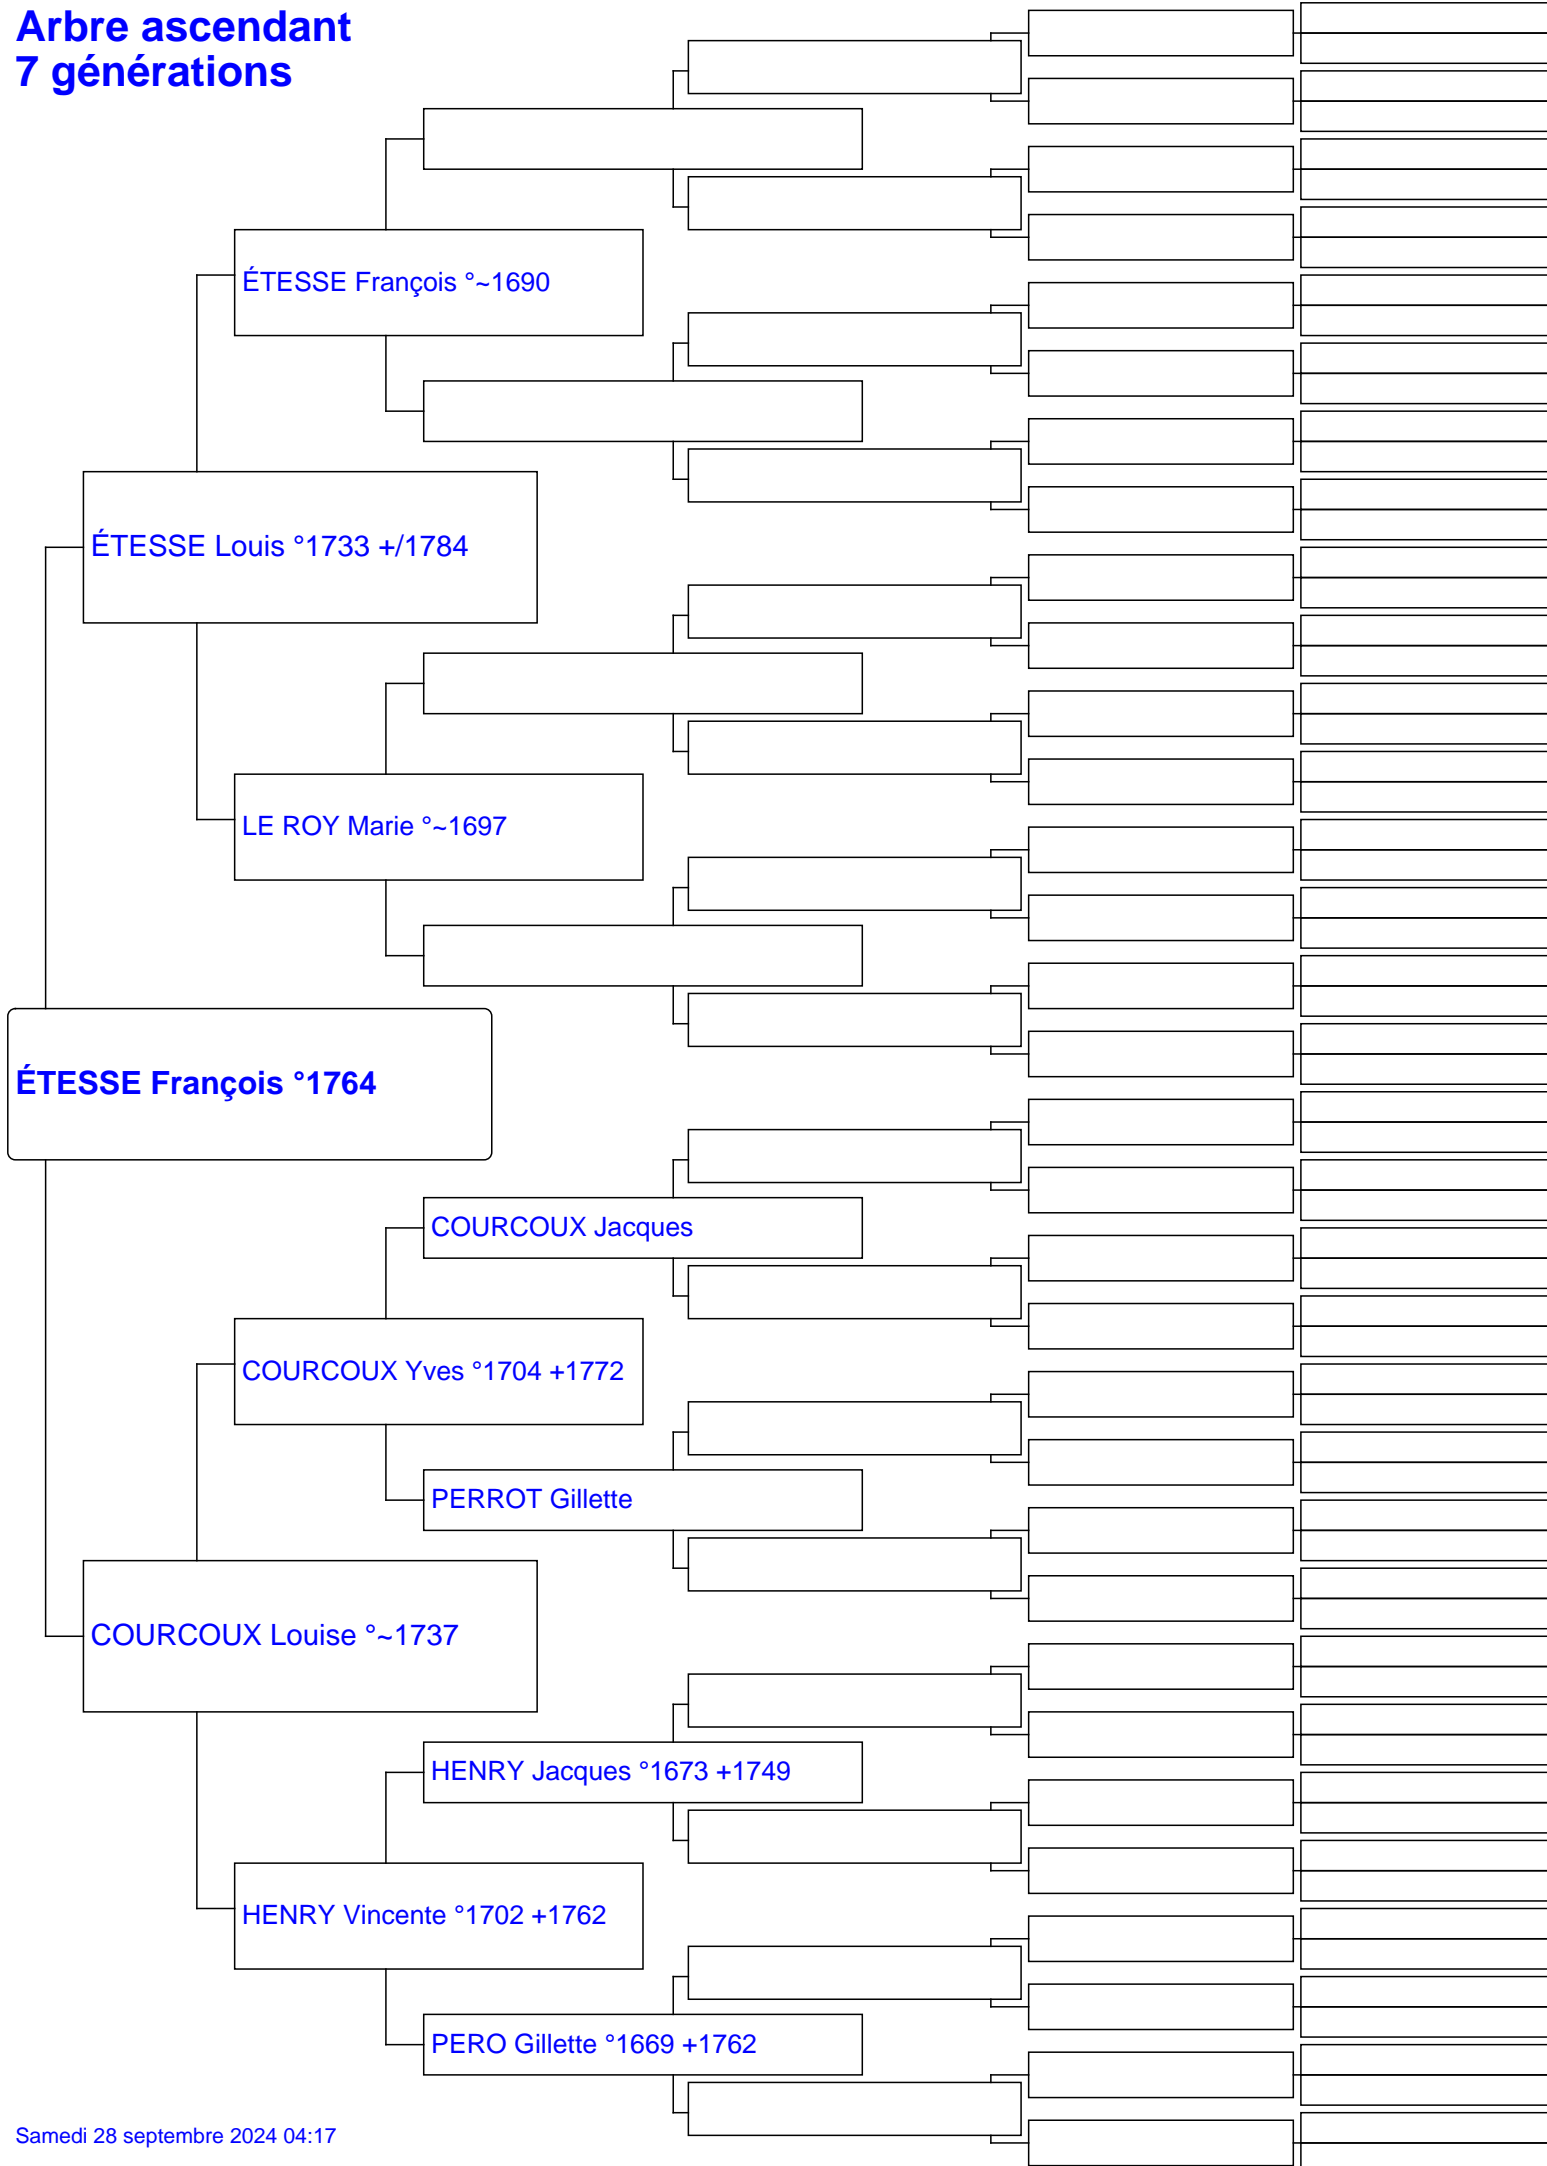 Arbre ascendant
7 générations
ÉTESSE François °~1690
ÉTESSE Louis °1733 +/1784
LE ROY Marie °~1697
ÉTESSE François °1764
COURCOUX Jacques
COURCOUX Yves °1704 +1772
PERROT Gillette
COURCOUX Louise °~1737
HENRY Jacques °1673 +1749
HENRY Vincente °1702 +1762
PERO Gillette °1669 +1762
Samedi 28 septembre 2024 04:17